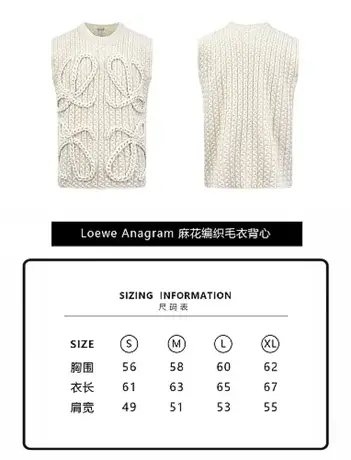 Loewe Anagram 麻花编织毛衣背心
SIZING INFORMATION
尺码表
SIZE S M L XL
胸围 56 58 60 62
衣长 61 63 65 67
肩宽 49 51 53 55